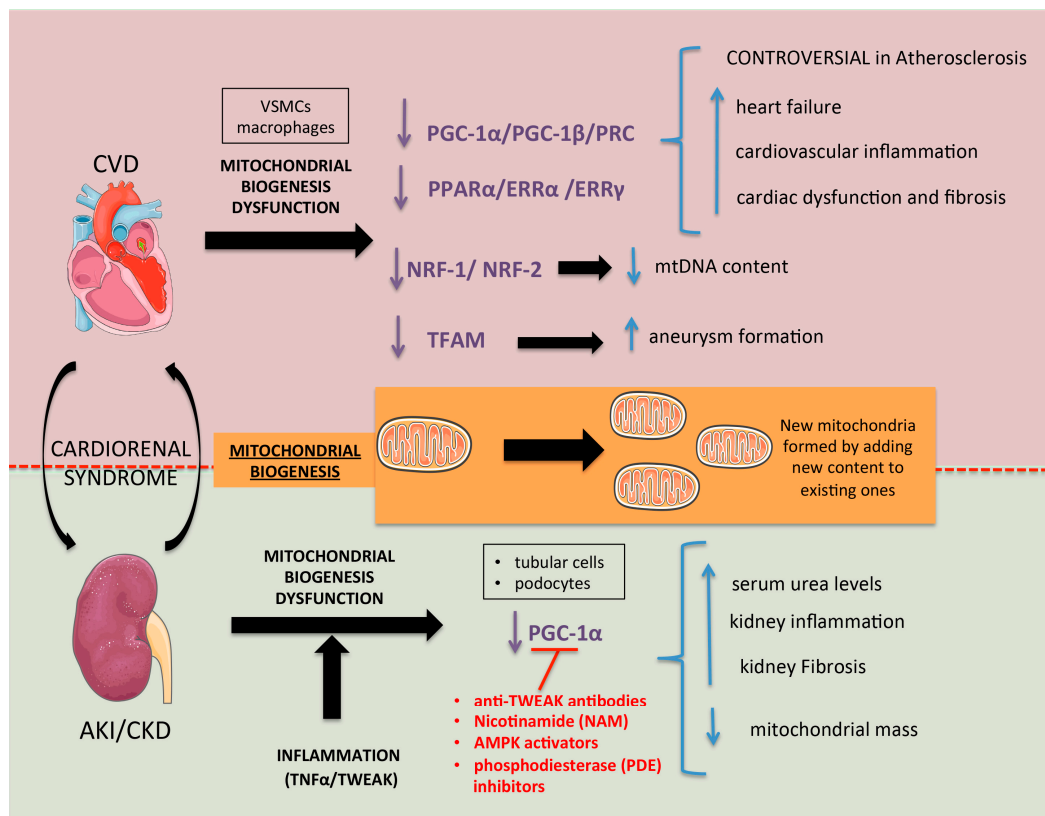 CONTROVERSIAL in Atherosclerosis
VSMCs
macrophages
heart failure
PGC-1α/PGC-1β/PRC
cardiovascular inflammation
CVD
MITOCHONDRIAL
BIOGENESIS
DYSFUNCTION
PPARα/ERRα /ERRγ
cardiac dysfunction and fibrosis
NRF-1/ NRF-2
mtDNA content
TFAM
aneurysm formation
CARDIORENAL
SYNDROME
MITOCHONDRIAL
BIOGENESIS
New mitochondria
formed by adding
new content to
existing ones
MITOCHONDRIAL
BIOGENESIS
DYSFUNCTION
• tubular cells
• podocytes
serum urea levels
PGC-1α
kidney inflammation
kidney Fibrosis
• anti-TWEAK antibodies
• Nicotinamide (NAM)
• AMPK activators
• phosphodiesterase (PDE)
inhibitors
mitochondrial mass
AKI/CKD
INFLAMMATION
(TNFα/TWEAK)